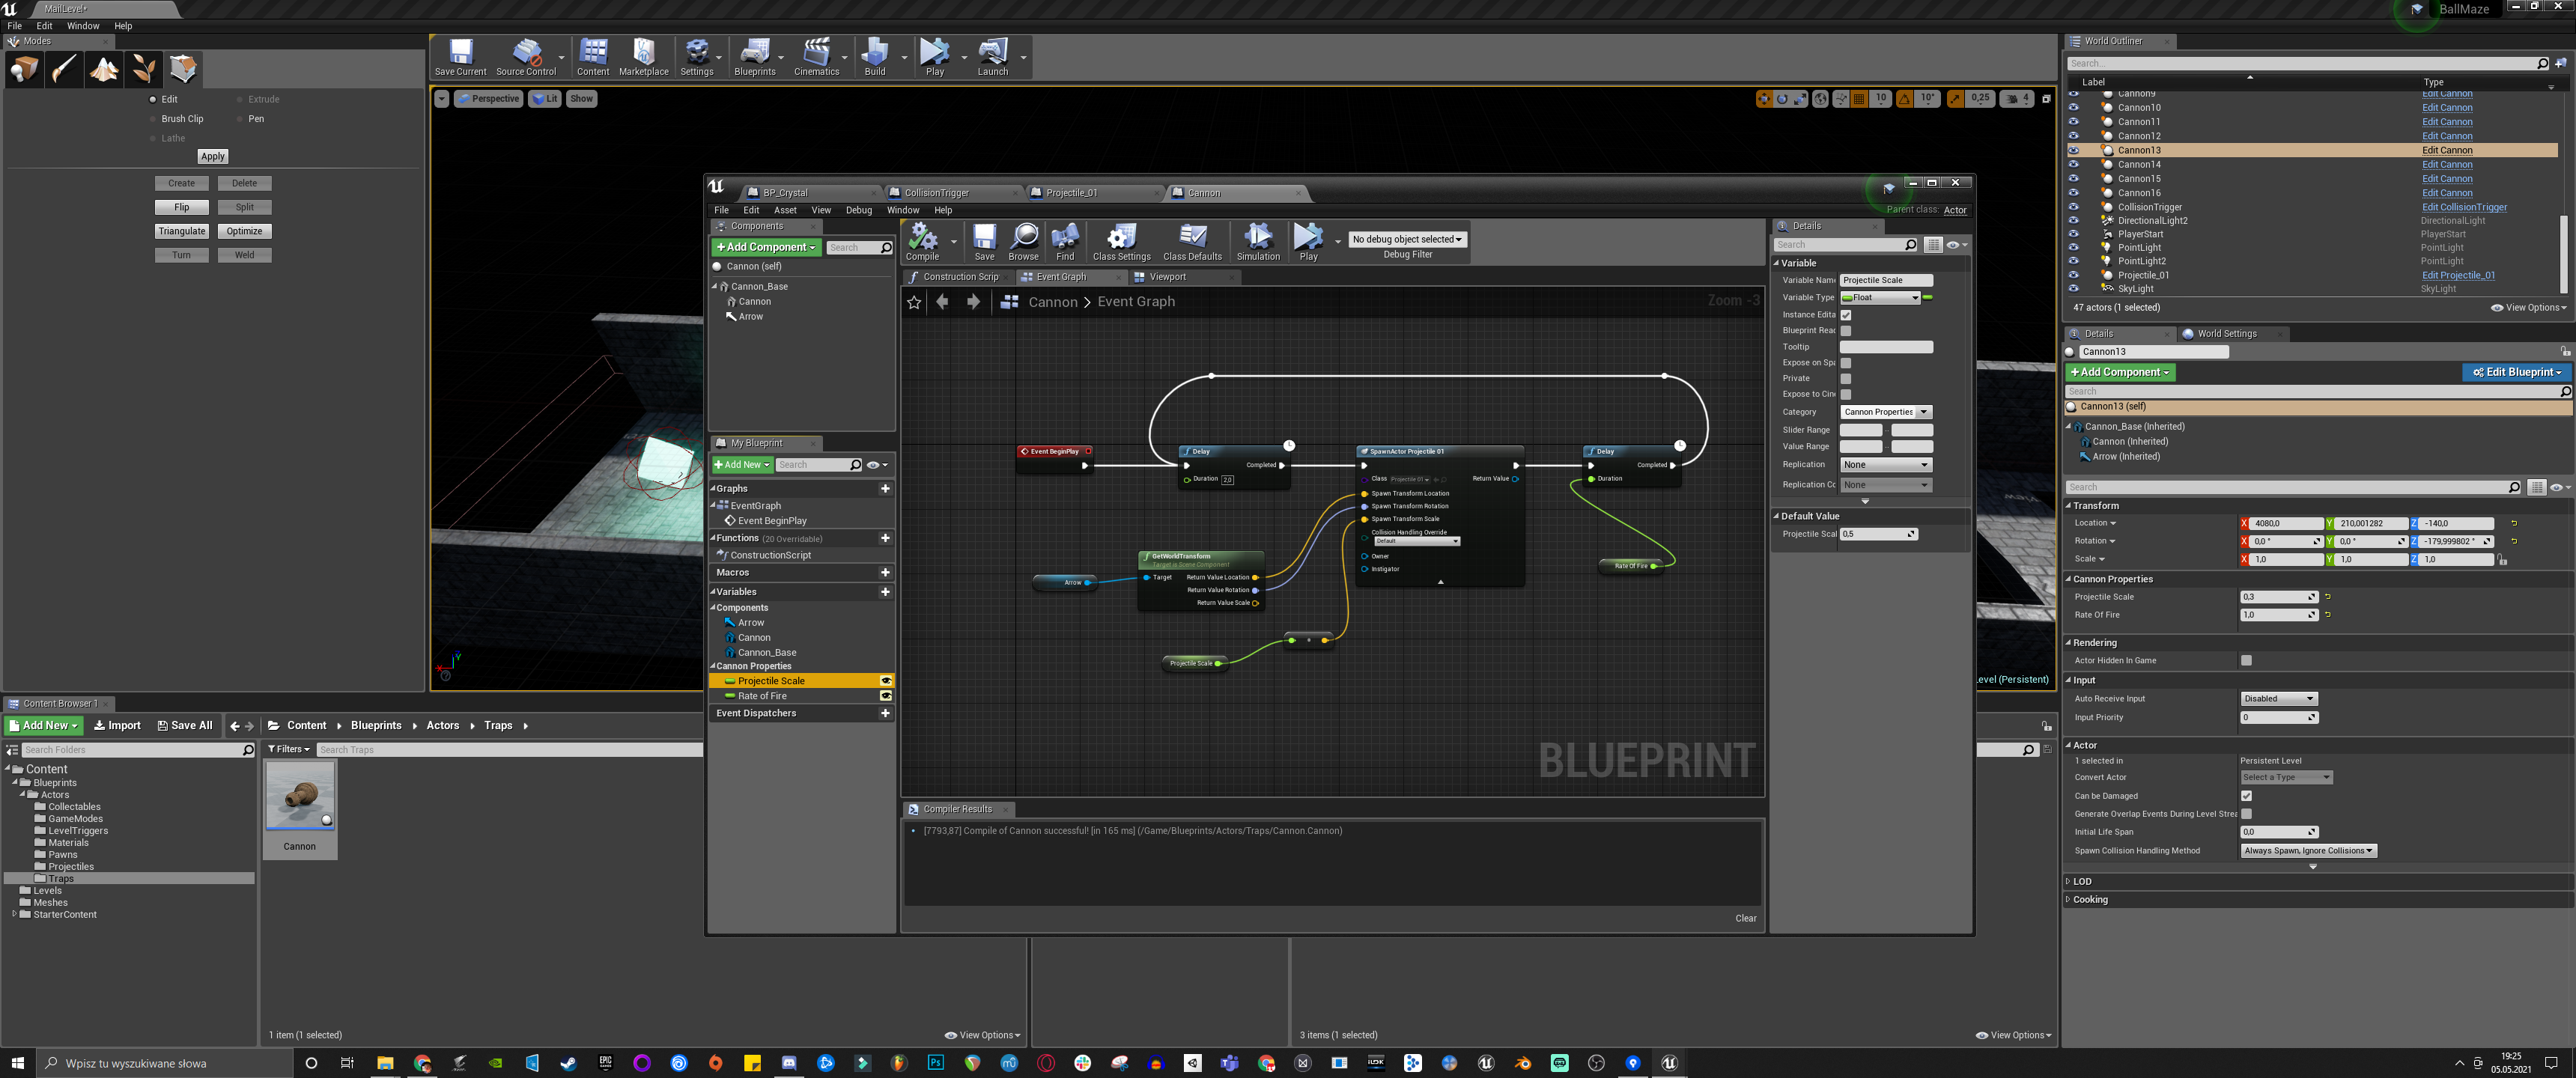 MailLevel•
BallMaze
File Edit Window Help
Modes
Edit
Extrude
Brush Clip
Pen
Lathe
Apply
Create
Delete
Flip
Split
Triangulate
Optimize
Turn
Weld
Save Current
Source Control
Content
Marketplace
Settings
Blueprints
Cinematics
Build
Play
Launch
Perspective
Lit
Show
10
10°
0,25
4
Level (Persistent)
World Outliner
Search...
Label
Type
Cannon9 Edit Cannon
Cannon10 Edit Cannon
Cannon11 Edit Cannon
Cannon12 Edit Cannon
Cannon13 Edit Cannon
Cannon14 Edit Cannon
Cannon15 Edit Cannon
Cannon16 Edit Cannon
CollisionTrigger Edit CollisionTrigger
DirectionalLight2 DirectionalLight
PlayerStart PlayerStart
PointLight PointLight
PointLight2 PointLight
Projectile_01 Edit Projectile_01
SkyLight SkyLight
47 actors (1 selected)
View Options
BP_Crystal
CollisionTrigger
Projectile_01
Cannon
File Edit Asset View Debug Window Help
Parent class: Actor
Components
+Add Component
Search
Cannon (self)
Cannon_Base
Cannon
Arrow
Compile
Save
Browse
Find
Class Settings
Class Defaults
Simulation
Play
No debug object selected
Debug Filter
Construction Scrip
Event Graph
Viewport
Cannon > Event Graph
Zoom -3
Event BeginPlay
Delay
Completed
Duration 2,0
SpawnActor Projectile 01
Class Projectile 01
Return Value
Spawn Transform Location
Spawn Transform Rotation
Spawn Transform Scale
Collision Handling Override
Default
Owner
Instigator
Delay
Completed
Duration
Rate Of Fire
GetWorldTransform
Target is Scene Component
Arrow
Target
Return Value Location
Return Value Rotation
Return Value Scale
Projectile Scale
BLUEPRINT
My Blueprint
+Add New
Search
Graphs
EventGraph
Event BeginPlay
Functions (20 Overridable)
ConstructionScript
Macros
Variables
Components
Arrow
Cannon
Cannon_Base
Cannon Properties
Projectile Scale
Rate of Fire
Event Dispatchers
Compiler Results
[7793,87] Compile of Cannon successful! [in 165 ms] (/Game/Blueprints/Actors/Traps/Cannon.Cannon)
Clear
Details
Search
Variable
Variable Name Projectile Scale
Variable Type Float
Instance Edita
Blueprint Read
Tooltip
Expose on Spa
Private
Expose to Cine
Category Cannon Properties
Slider Range
Value Range
Replication None
Replication Co None
Default Value
Projectile Scal 0,5
Details
World Settings
Cannon13
+Add Component
Edit Blueprint
Search
Cannon13 (self)
Cannon_Base (Inherited)
Cannon (Inherited)
Arrow (Inherited)
Search
Transform
Location X 4080,0 Y 210,001282 Z -140,0
Rotation X 0,0 ° Y 0,0 ° Z -179,999802 °
Scale X 1,0 Y 1,0 Z 1,0
Cannon Properties
Projectile Scale 0,3
Rate Of Fire 1,0
Rendering
Actor Hidden In Game
Input
Auto Receive Input Disabled
Input Priority 0
Actor
1 selected in Persistent Level
Convert Actor Select a Type
Can be Damaged
Generate Overlap Events During Level Strea
Initial Life Span 0,0
Spawn Collision Handling Method Always Spawn, Ignore Collisions
LOD
Cooking
Content Browser 1
Add New
Import
Save All
Content
Blueprints
Actors
Traps
Search Folders
Filters
Search Traps
Content
Blueprints
Actors
Collectables
GameModes
LevelTriggers
Materials
Pawns
Projectiles
Traps
Levels
Meshes
StarterContent
Cannon
1 item (1 selected)
View Options
3 items (1 selected)
View Options
Wpisz tu wyszukiwane słowa
19:25
05.05.2021